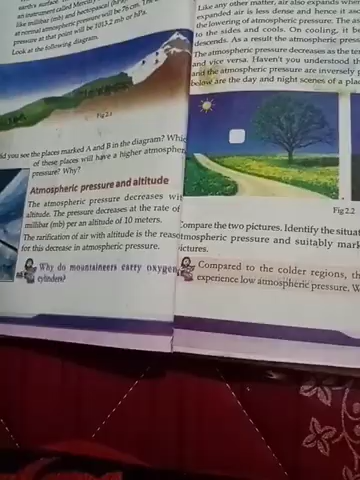 earth's surface
an instrument called Mercury
like millibar (mb) and hectopascal (hPa)
at normal atmospheric pressure will be 76 cm. The
pressure at that point will be 1013.2 mb or hPa.
Look at the following diagram.
Fig 2.1
did you see the places marked A and B in the diagram? Which
of these places will have a higher atmospheric
pressure? Why?
Atmospheric pressure and altitude
The atmospheric pressure decreases wit
altitude. The pressure decreases at the rate of
millibar (mb) per an altitude of 10 meters.
The rarification of air with altitude is the reaso
for this decrease in atmospheric pressure.
Why do mountaineers carry oxygen
cylinders?
Like any other matter, air also expands when
expanded air is less dense and hence it asc
the lowering of atmospheric pressure. The air
to the sides and cools. On cooling, it be
descends. As a result the atmospheric press
The atmospheric pressure decreases as the te
and vice versa. Haven't you understood th
and the atmospheric pressure are inversely p
below are the day and night scenes of a plac
Fig 2.2
Compare the two pictures. Identify the situat
atmospheric pressure and suitably mark
pictures.
Compared to the colder regions, th
experience low atmospheric pressure. W